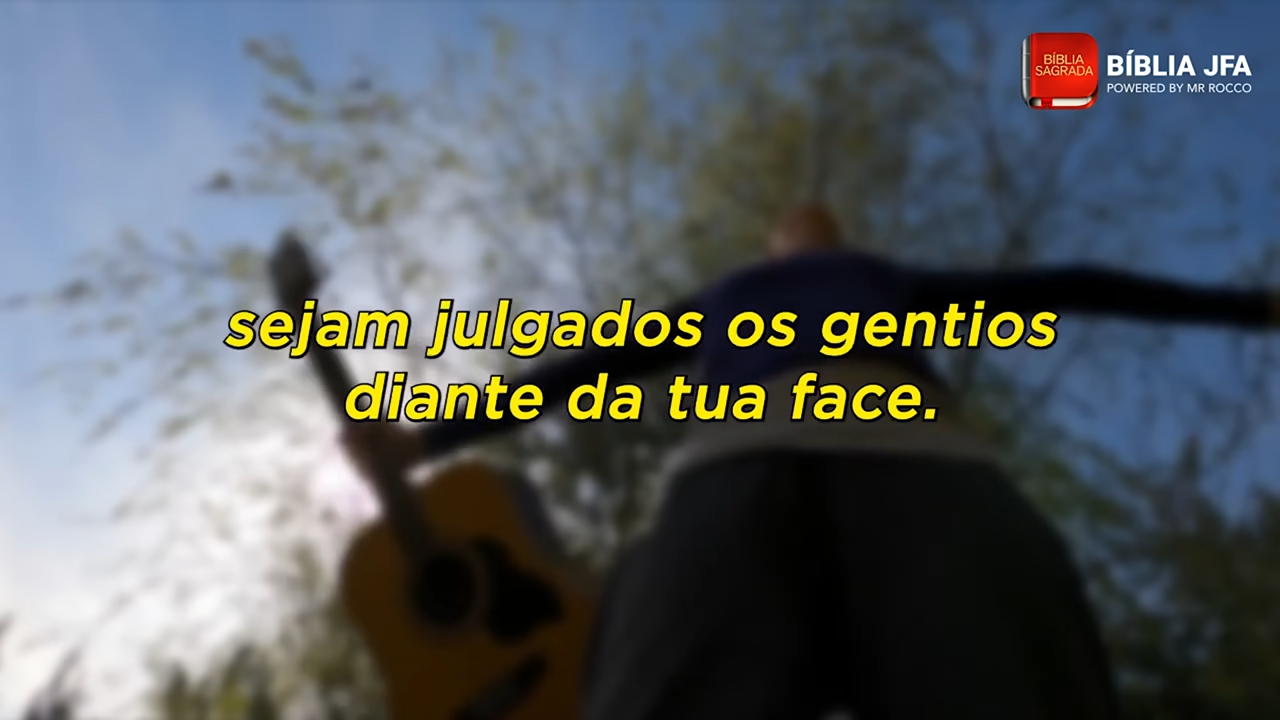 BÍBLIA
SAGRADA
BÍBLIA JFA
POWERED BY MR ROCCO
sejam julgados os gentios
diante da tua face.